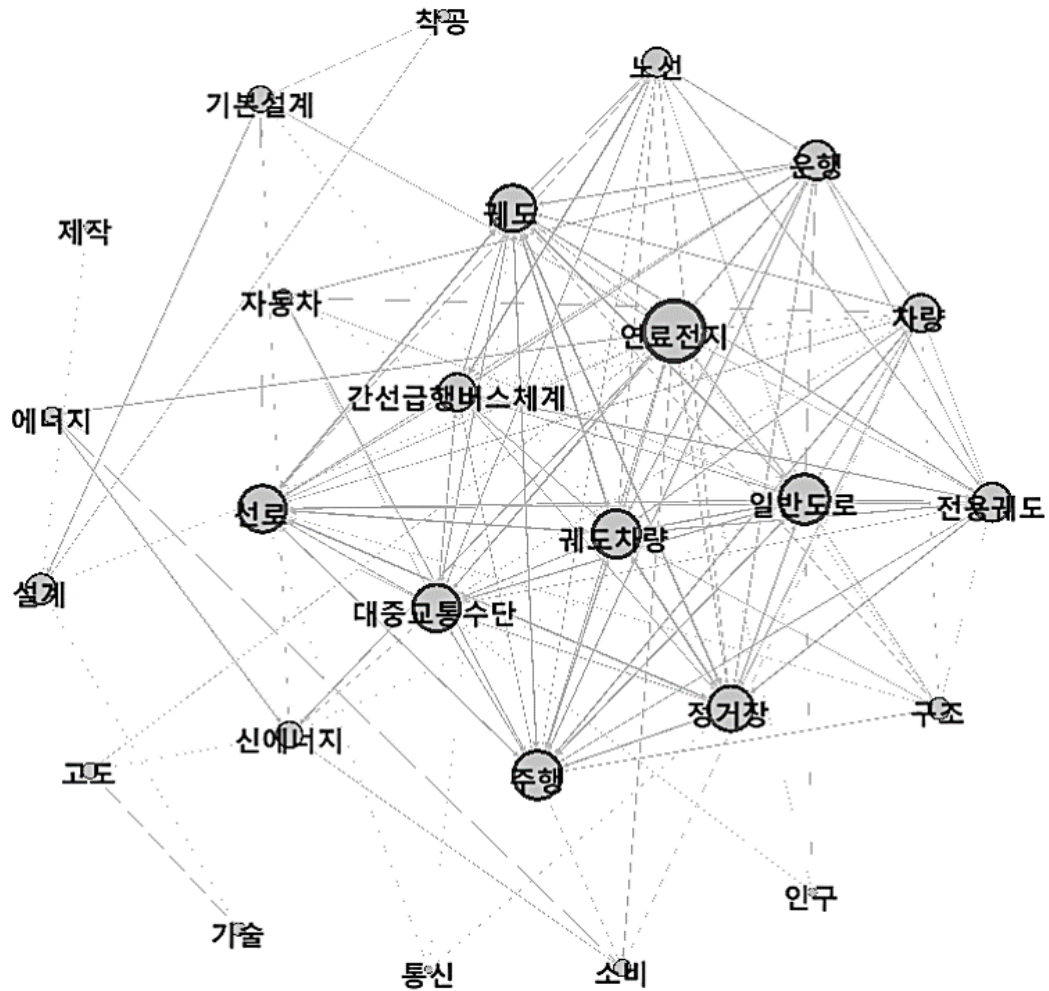 착공
노선
기본설계
운행
궤도
제작
자동차
차량
연료전지
간선급행버스체계
에너지
선로
일반도로
전용궤도
궤도차량
설계
대중교통수단
정거장
구조
신에너지
고도
주행
인구
기술
통신
소비